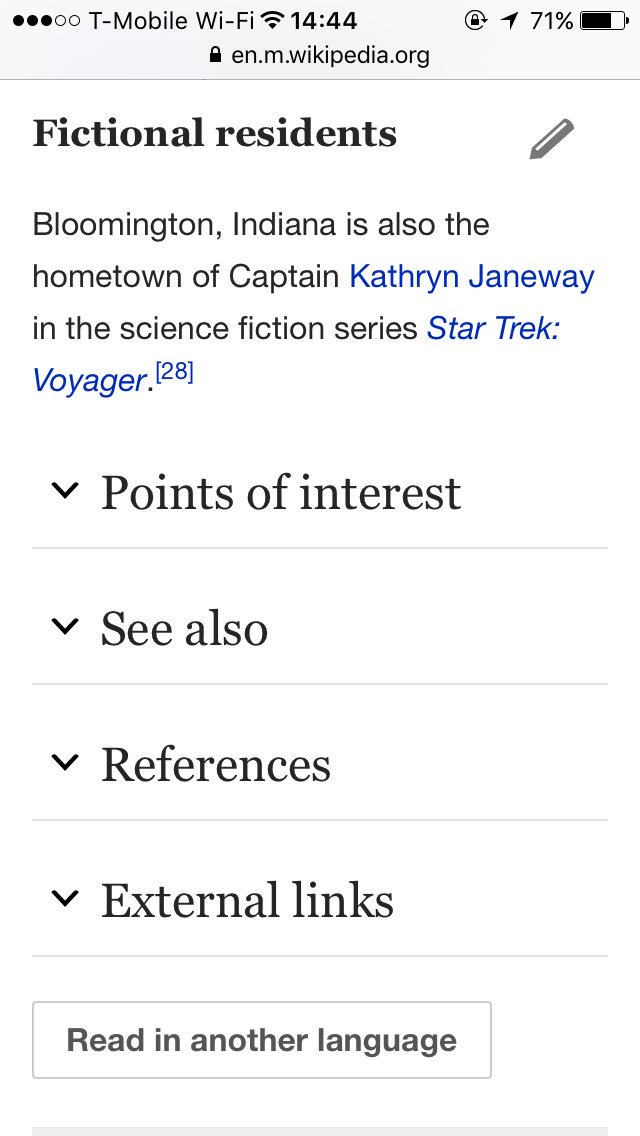 T-Mobile Wi-Fi 14:44 71%
en.m.wikipedia.org
Fictional residents
Bloomington, Indiana is also the
hometown of Captain Kathryn Janeway
in the science fiction series Star Trek:
Voyager.[28]
Points of interest
See also
References
External links
Read in another language